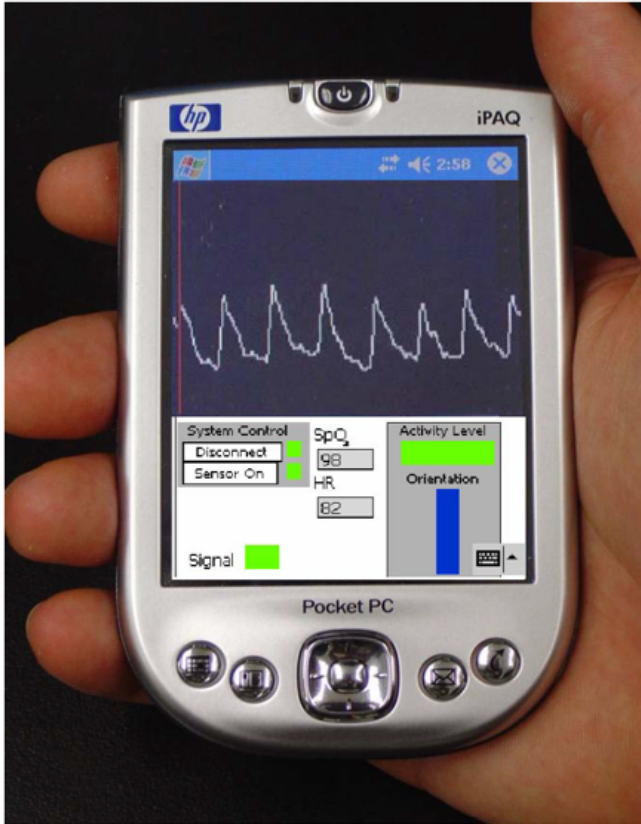 hp
iPAQ
2:58
System Control
Disconnect
Sensor On
SpO2
98
HR
82
Activity Level
Orientation
Signal
Pocket PC